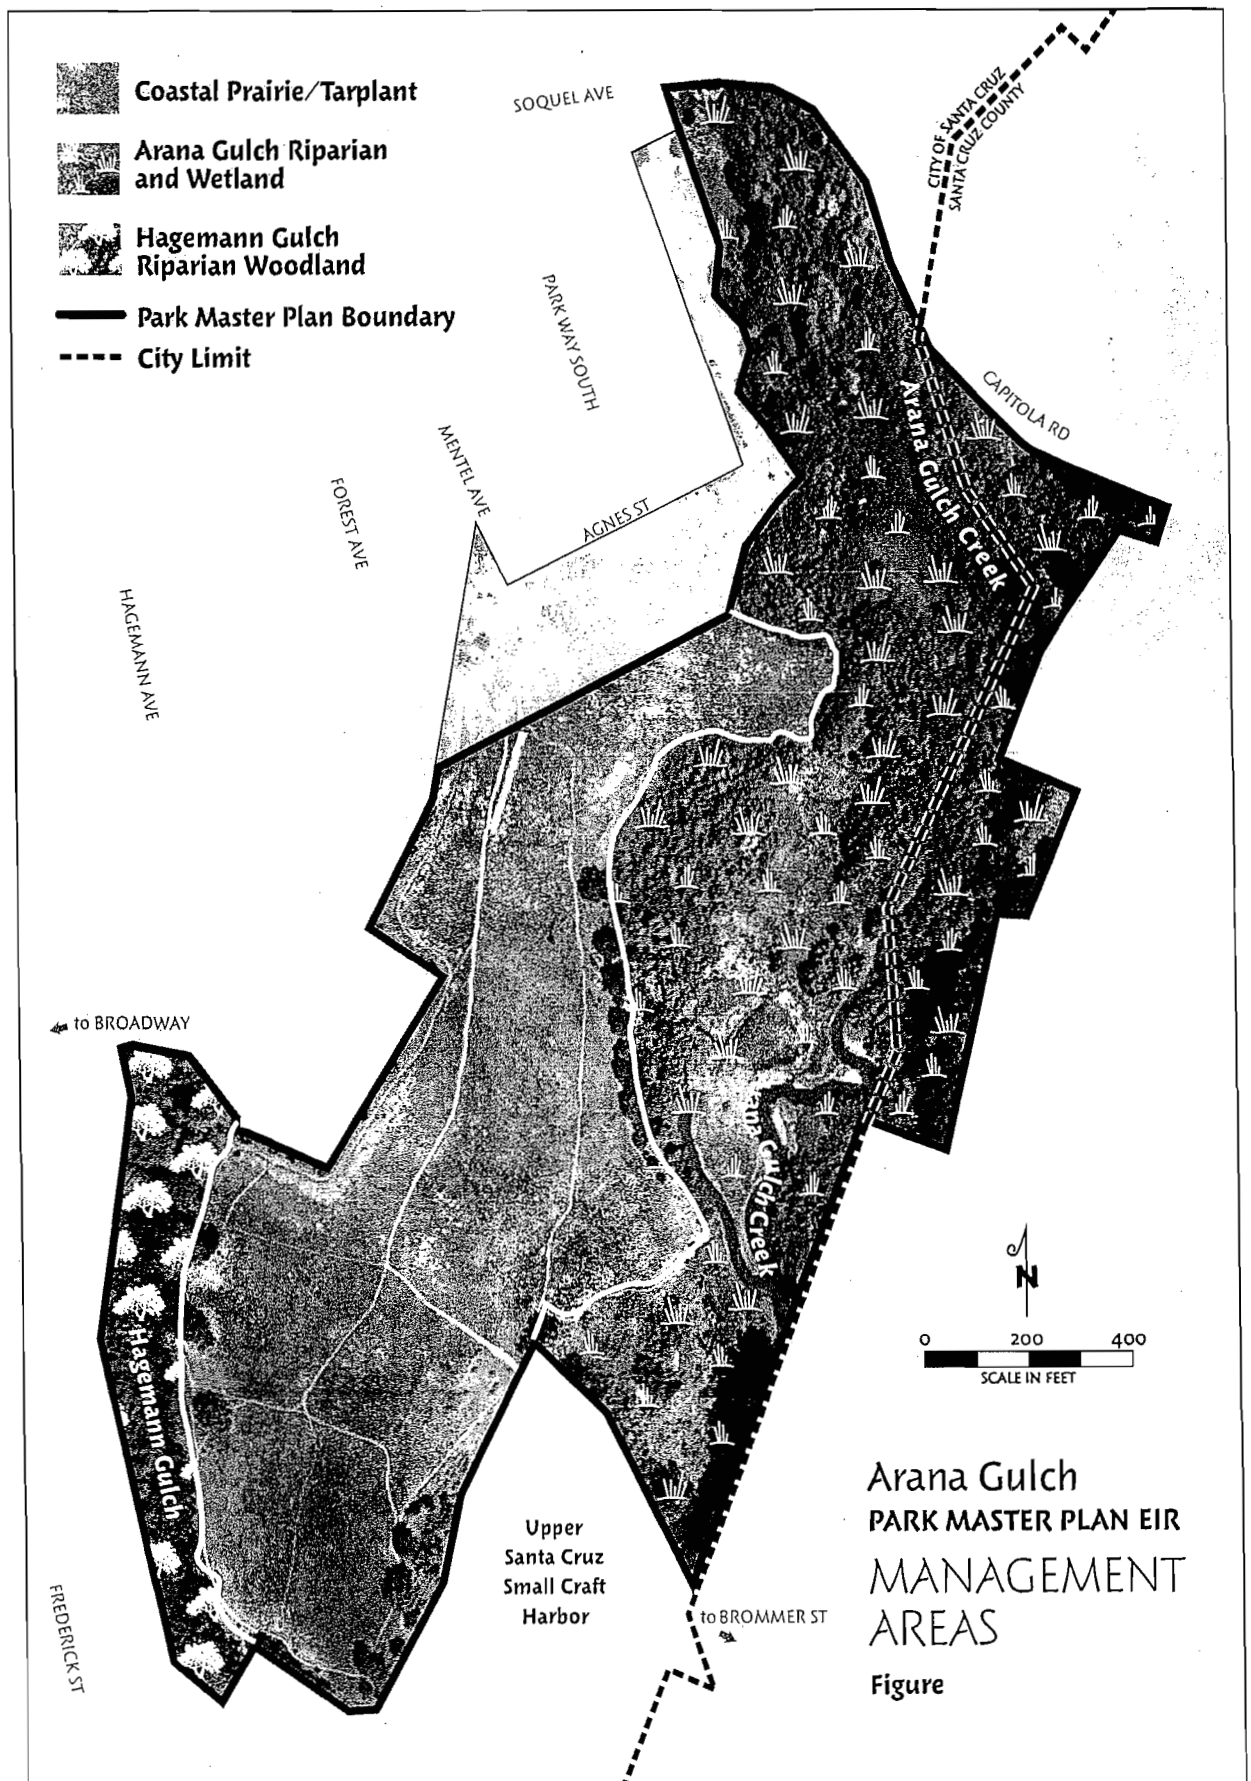 Coastal Prairie/Tarplant
Arana Gulch Riparian
and Wetland
Hagemann Gulch
Riparian Woodland
Park Master Plan Boundary
City Limit
SOQUEL AVE
CITY OF SANTA CRUZ
SANTA CRUZ COUNTY
PARK WAY SOUTH
CAPITOLA RD
MENTEL AVE
AGNES ST
FOREST AVE
HAGEMANN AVE
Arana Gulch Creek
to BROADWAY
Gulch Creek
Hagemann Gulch
N
0 200 400
SCALE IN FEET
Upper
Santa Cruz
Small Craft
Harbor
to BROMMER ST
FREDERICK ST
Arana Gulch
PARK MASTER PLAN EIR
MANAGEMENT
AREAS
Figure